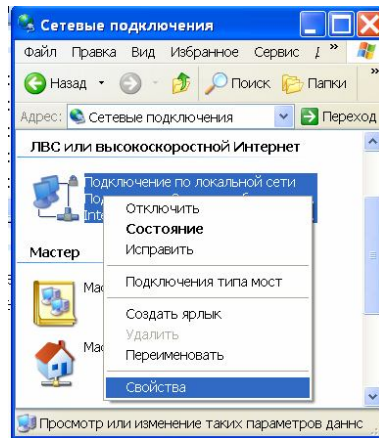 Сетевые подключения
Файл Правка Вид Избранное Сервис »
Назад Поиск Папки »
Адрес: Сетевые подключения Переход
ЛВС или высокоскоростной Интернет
Подключение по локальной сети
Отключить
Состояние
Исправить
Подключения типа мост
Создать ярлык
Удалить
Переименовать
Свойства
Мастер
Просмотр или изменение таких параметров